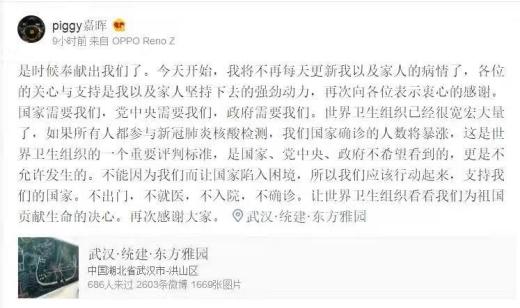 piggy嘉晖
9小时前 来自 OPPO Reno Z
是时候奉献出我们了。今天开始，我将不再每天更新我以及家人的病情了，各位
的关心与支持是我以及家人坚持下去的强劲动力，再次向各位表示衷心的感谢。
国家需要我们，党中央需要我们，政府需要我们。世界卫生组织已经很宽宏大量
了，如果所有人都参与新冠肺炎核酸检测，我们国家确诊的人数将暴涨，这是世
界卫生组织的一个重要评判标准，是国家、党中央、政府不希望看到的，更是不
允许发生的。不能因为我们而让国家陷入困境，所以我们应该行动起来，支持我
们的国家。不出门，不就医，不入院，不确诊。让世界卫生组织看看我们为祖国
贡献生命的决心。再次感谢大家。 武汉·统建·东方雅园
武汉·统建·东方雅园
中国湖北省武汉市-洪山区
686人来过 2603条微博 1669张图片